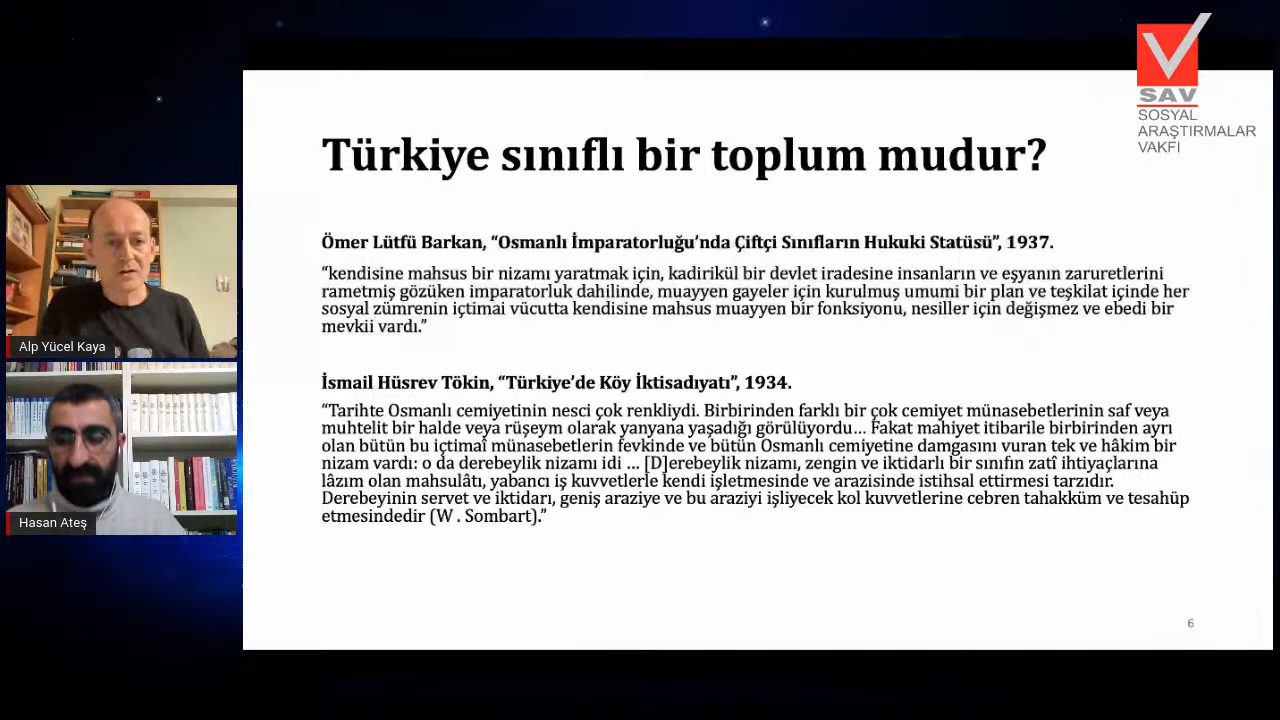 SAV
SOSYAL
ARAŞTIRMALAR
VAKFI
Türkiye sınıflı bir toplum mudur?
Ömer Lütfü Barkan, “Osmanlı İmparatorluğu’nda Çiftçi Sınıfların Hukuki Statüsü”, 1937.
“kendisine mahsus bir nizamı yaratmak için, kadirikül bir devlet iradesine insanların ve eşyanın zaruretlerini
rametmiş gözüken imparatorluk dahilinde, muayyen gayeler için kurulmuş umumi bir plan ve teşkilat içinde her
sosyal zümrenin içtimai vücutta kendisine mahsus muayyen bir fonksiyonu, nesiller için değişmez ve ebedi bir
mevkii vardı.”
İsmail Hüsrev Tökin, “Türkiye’de Köy İktisadıyatı”, 1934.
“Tarihte Osmanlı cemiyetinin nesci çok renkliydi. Birbirinden farklı bir çok cemiyet münasebetlerinin saf veya
muhtelit bir halde veya rüşeym olarak yanyana yaşadığı görülüyordu… Fakat mahiyet itibarile birbirinden ayrı
olan bütün bu içtimaî münasebetlerin fevkinde ve bütün Osmanlı cemiyetine damgasını vuran tek ve hâkim bir
nizam vardı: o da derebeylik nizamı idi … [D]erebeylik nizamı, zengin ve iktidarlı bir sınıfın zatî ihtiyaçlarına
lâzım olan mahsulâtı, yabancı iş kuvvetlerle kendi işletmesinde ve arazisinde istihsal ettirmesi tarzıdır.
Derebeyinin servet ve iktidarı, geniş araziye ve bu araziyi işliyecek kol kuvvetlerine cebren tahakküm ve tesahüp
etmesindedir (W . Sombart).”
6
Alp Yücel Kaya
Hasan Ateş